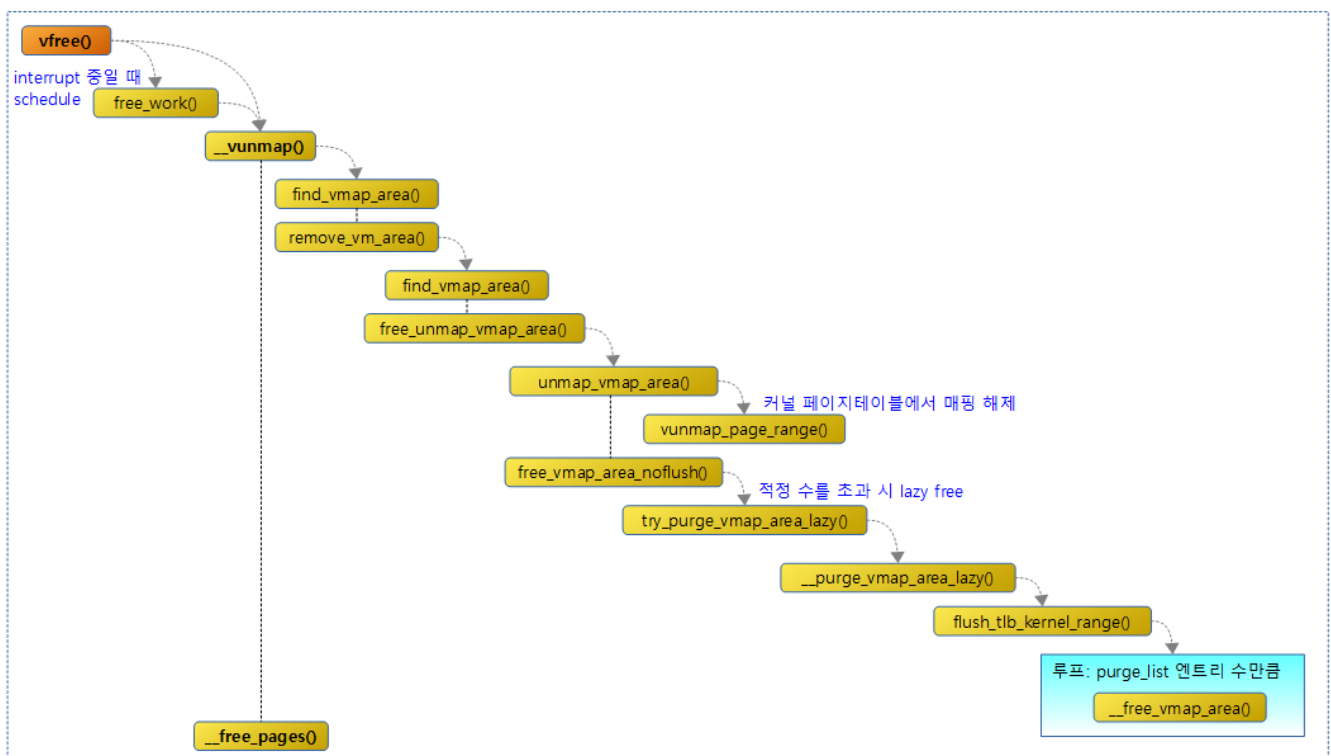 vfree()
interrupt 중일 때
schedule
free_work()
__vunmap()
find_vmap_area()
remove_vm_area()
find_vmap_area()
free_unmap_vmap_area()
unmap_vmap_area()
커널 페이지테이블에서 매핑 해제
vunmap_page_range()
free_vmap_area_noflush()
적정 수를 초과 시 lazy free
try_purge_vmap_area_lazy()
__purge_vmap_area_lazy()
flush_tlb_kernel_range()
루프: purge_list 엔트리 수만큼
__free_vmap_area()
__free_pages()